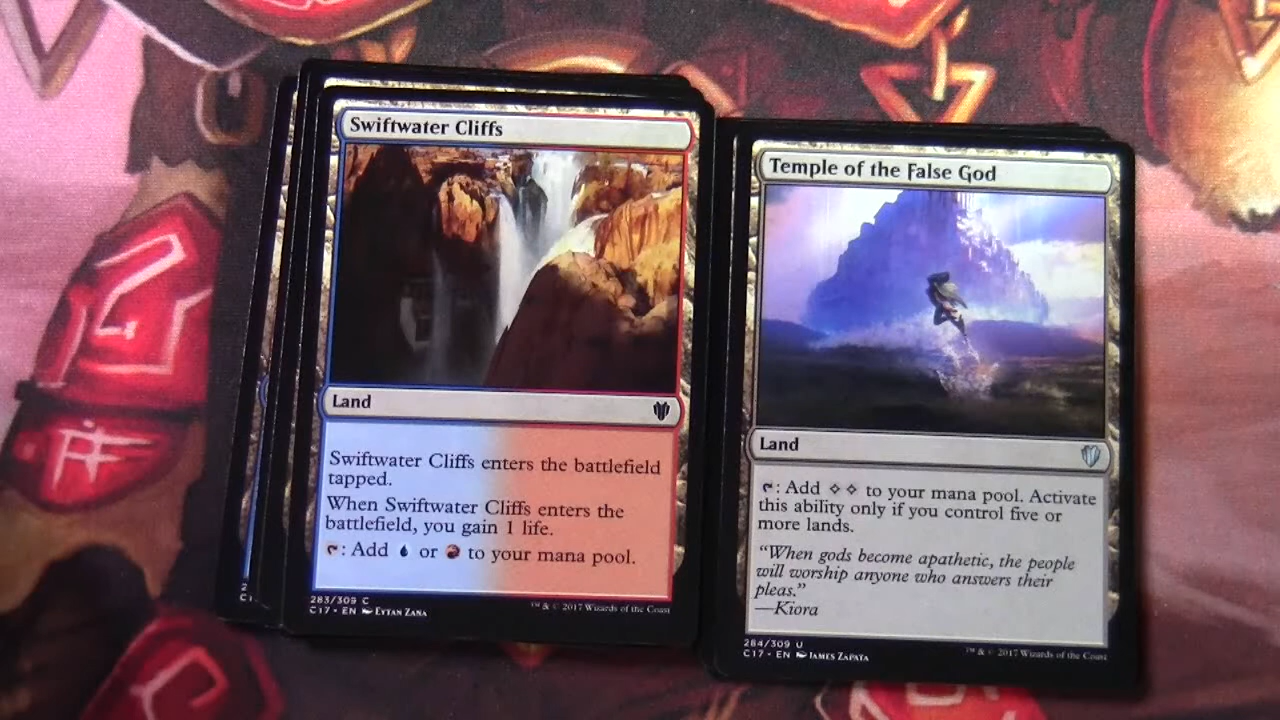 Swiftwater Cliffs
Land
Swiftwater Cliffs enters the battlefield
tapped.
When Swiftwater Cliffs enters the
battlefield, you gain 1 life.
: Add or to your mana pool.
283/309 C
C17 · EN Eytan Zana
™ & © 2017 Wizards of the Coast
Temple of the False God
Land
: Add to your mana pool. Activate
this ability only if you control five or
more lands.
“When gods become apathetic, the people
will worship anyone who answers their
pleas.”
—Kiora
284/309 U
C17 · EN James Zapata
™ & © 2017 Wizards of the Coast